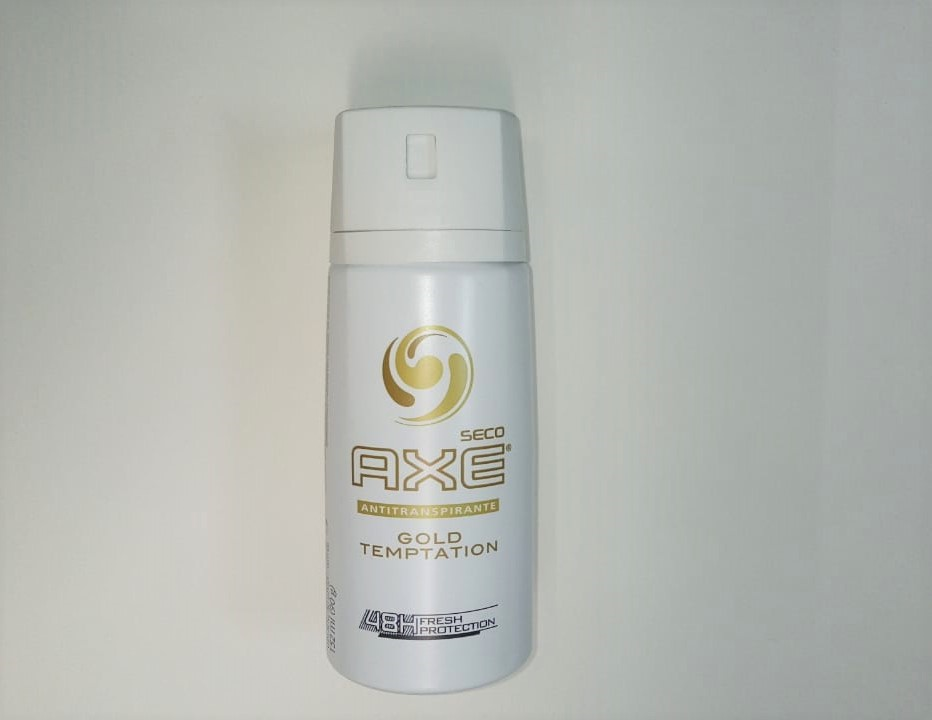 SECO
AXE®
ANTITRANSPIRANTE
GOLD
TEMPTATION
48H FRESH
PROTECTION